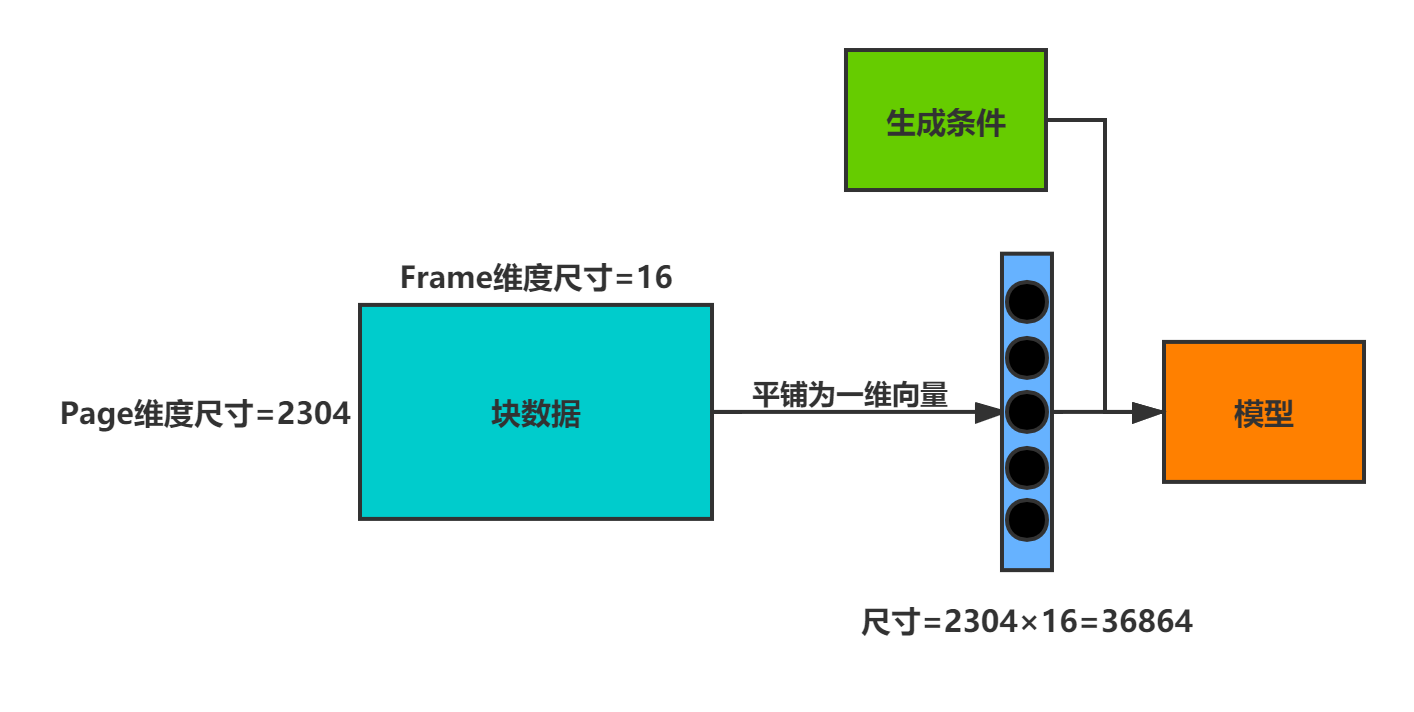 生成条件
Frame维度尺寸=16
Page维度尺寸=2304
块数据
平铺为一维向量
模型
尺寸=2304×16=36864